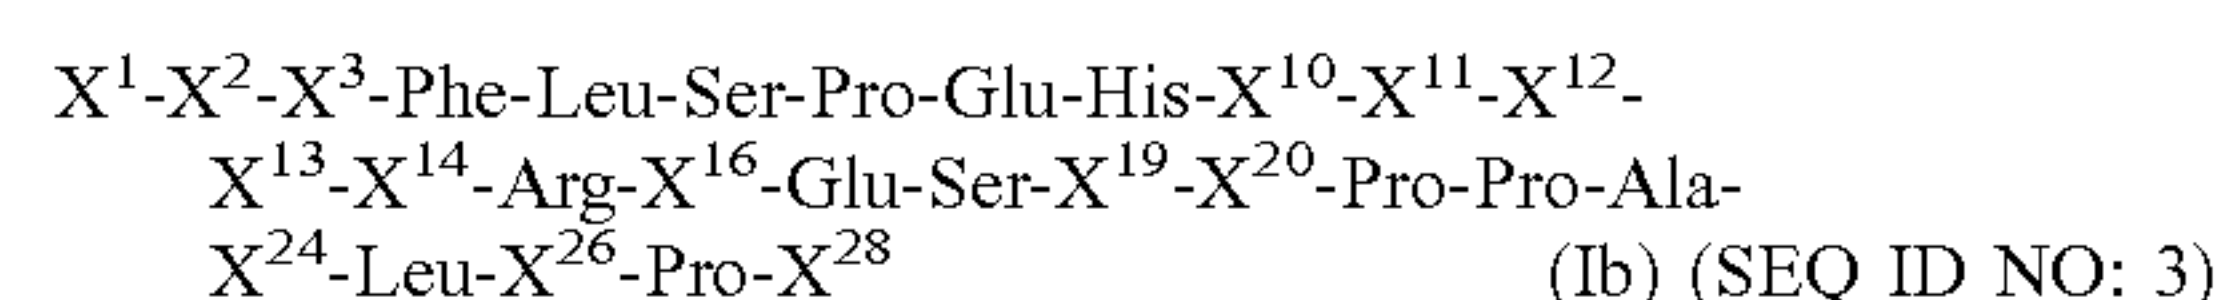 X¹-X²-X³-Phe-Leu-Ser-Pro-Glu-His-X¹⁰-X¹¹-X¹²-
X¹³-X¹⁴-Arg-X¹⁶-Glu-Ser-X¹⁹-X²⁰-Pro-Pro-Ala-
X²⁴-Leu-X²⁶-Pro-X²⁸ (Ib) (SEQ ID NO: 3)